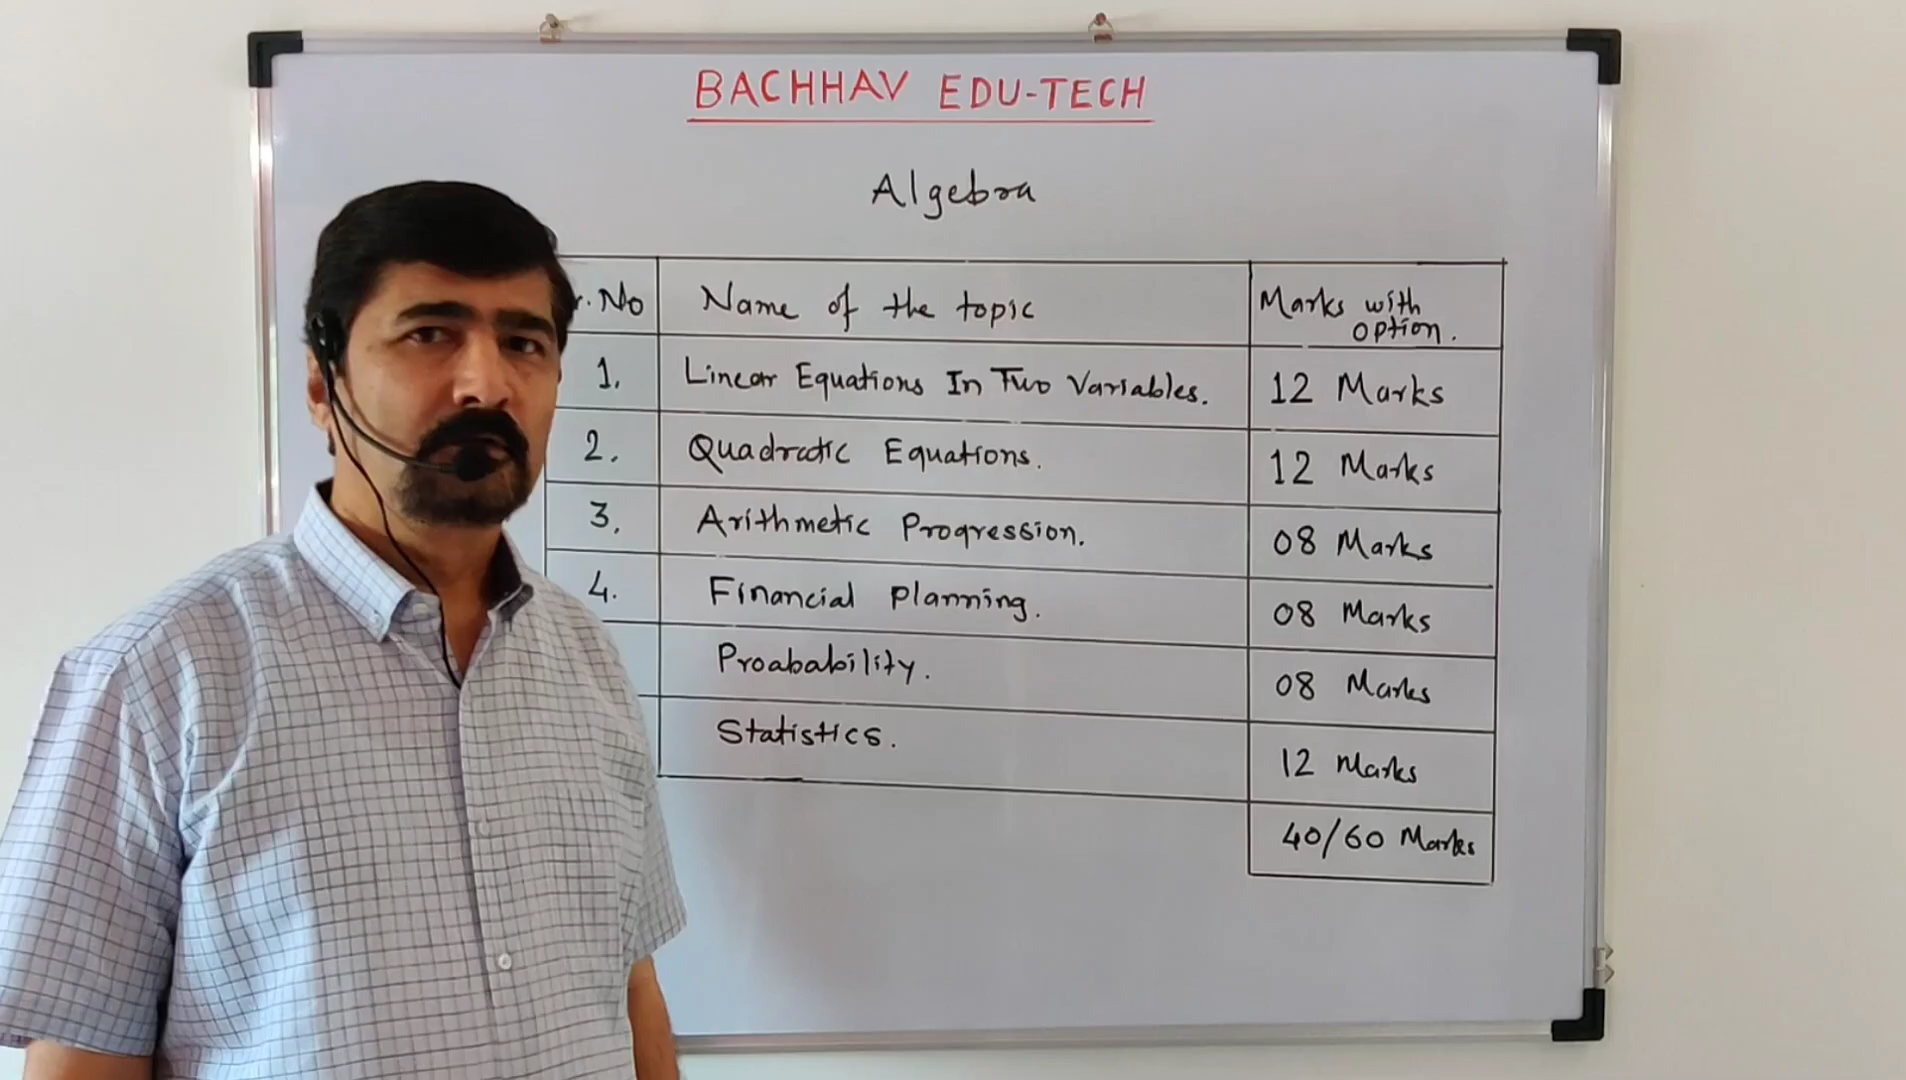 BACHHAV EDU-TECH
Algebra
r. No Name of the topic Marks with option.
1. Linear Equations In Two Variables. 12 Marks
2. Quadratic Equations. 12 Marks
3. Arithmetic Progression. 08 Marks
4. Financial Planning. 08 Marks
Proabability. 08 Marks
Statistics. 12 Marks
40/60 Marks